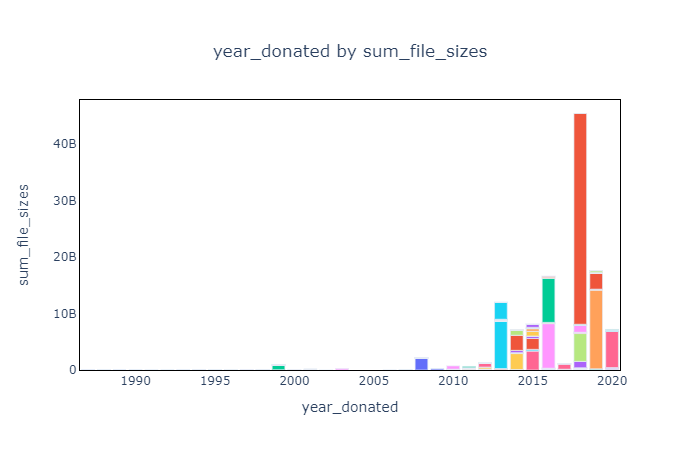 year_donated by sum_file_sizes
40B
30B
20B
10B
0
sum_file_sizes
1990 1995 2000 2005 2010 2015 2020
year_donated